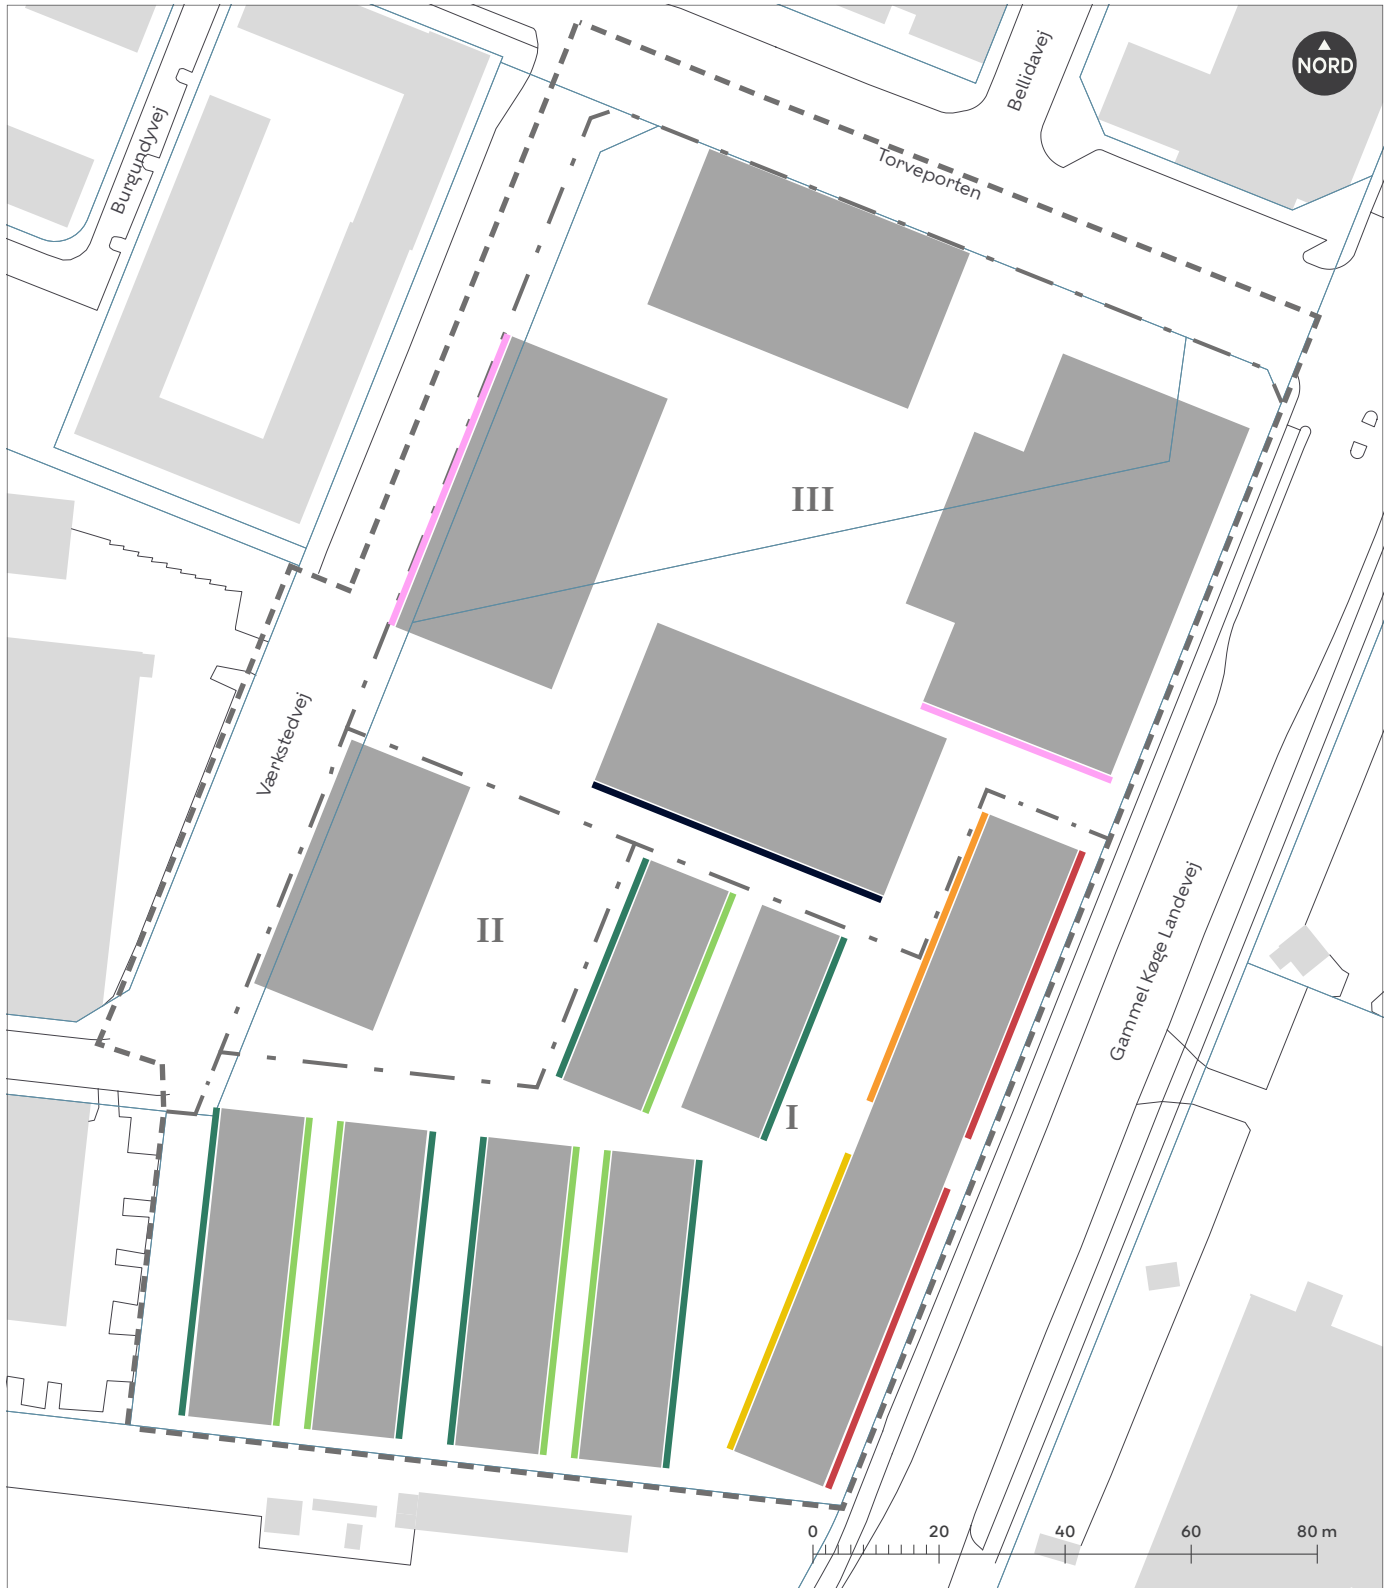 NORD
Bellidavej
Burgundyvej
Torveporten
III
Værkstedvej
II
Gammel Køge Landevej
I
0 20 40 60 80 m